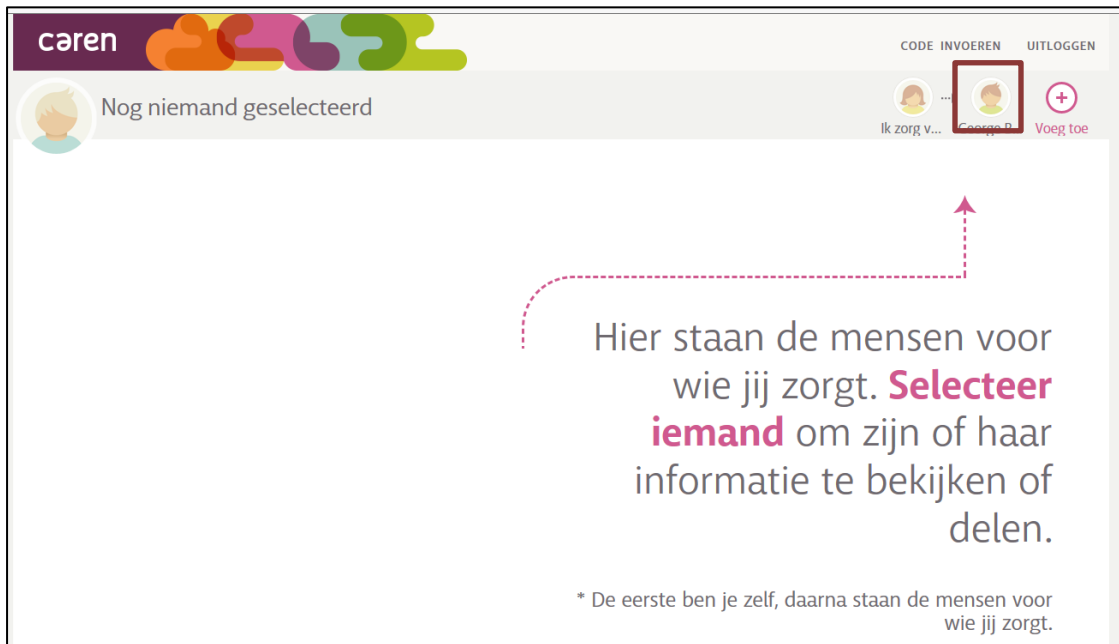 caren
CODE INVOEREN UITLOGGEN
Nog niemand geselecteerd
Ik zorg v... George Voeg toe
Hier staan de mensen voor
wie jij zorgt. Selecteer
iemand om zijn of haar
informatie te bekijken of
delen.
* De eerste ben je zelf, daarna staan de mensen voor
wie jij zorgt.